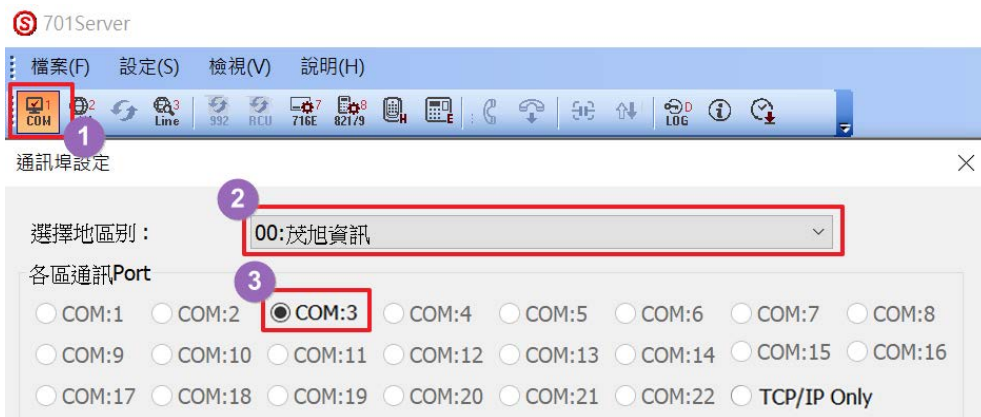 S 701Server
檔案(F) 設定(S) 檢視(V) 說明(H)
1 COM 2 3 Line 992 RCU 7 716E 8 82179 H E D LOG
1
通訊埠設定
2
選擇地區別： 00:茂旭資訊
各區通訊Port
3
COM:1 COM:2 COM:3 COM:4 COM:5 COM:6 COM:7 COM:8
COM:9 COM:10 COM:11 COM:12 COM:13 COM:14 COM:15 COM:16
COM:17 COM:18 COM:19 COM:20 COM:21 COM:22 TCP/IP Only